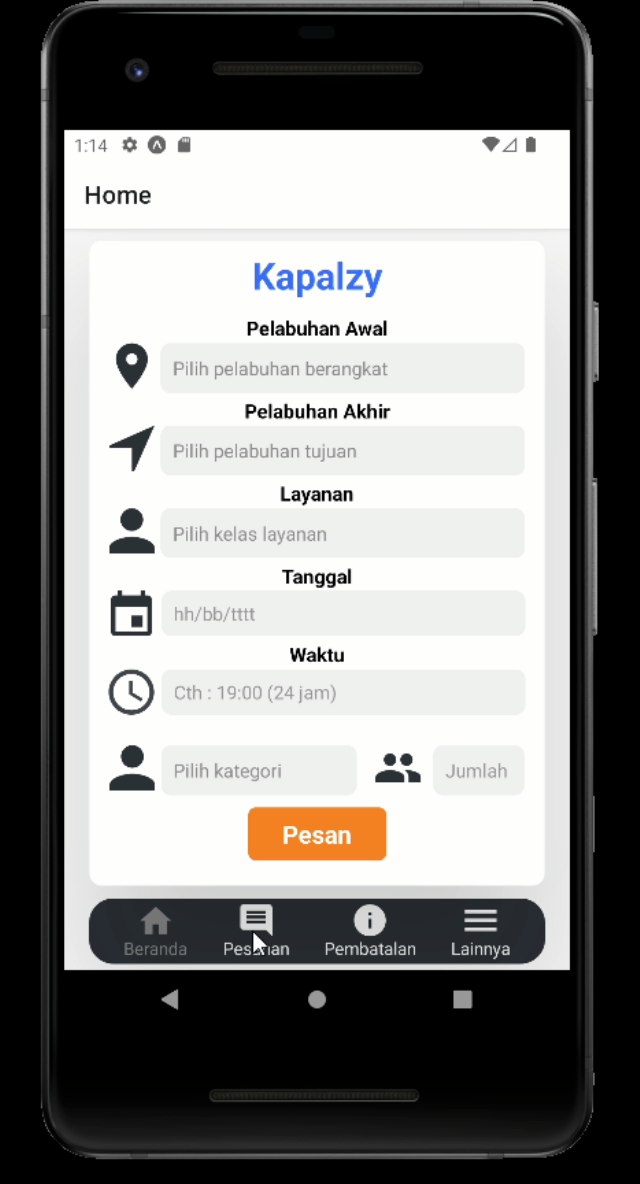 1:14
Home
Kapalzy
Pelabuhan Awal
Pilih pelabuhan berangkat
Pelabuhan Akhir
Pilih pelabuhan tujuan
Layanan
Pilih kelas layanan
Tanggal
hh/bb/tttt
Waktu
Cth : 19:00 (24 jam)
Pilih kategori Jumlah
Pesan
Beranda Pesanan Pembatalan Lainnya